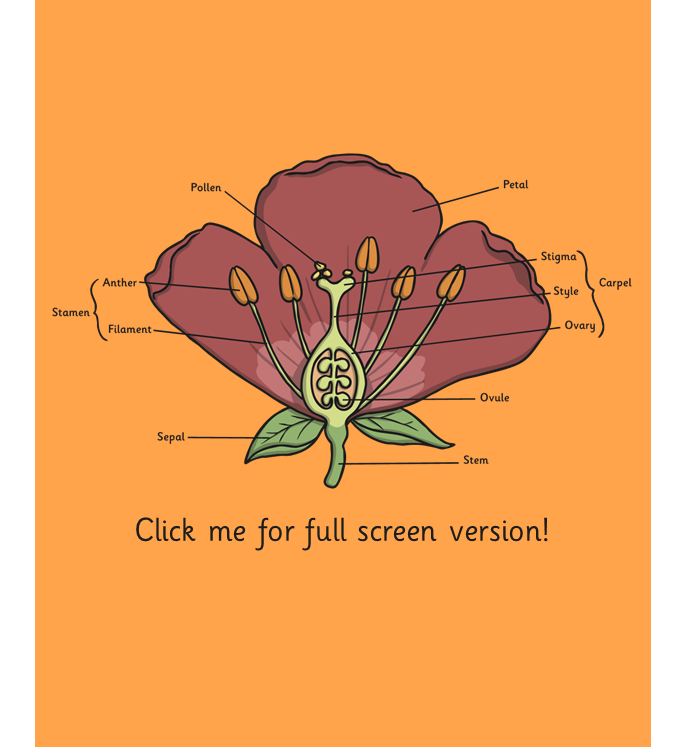 Pollen
Petal
Stigma
Anther
Carpel
Style
Stamen
Ovary
Filament
Ovule
Sepal
Stem
Click me for full screen version!